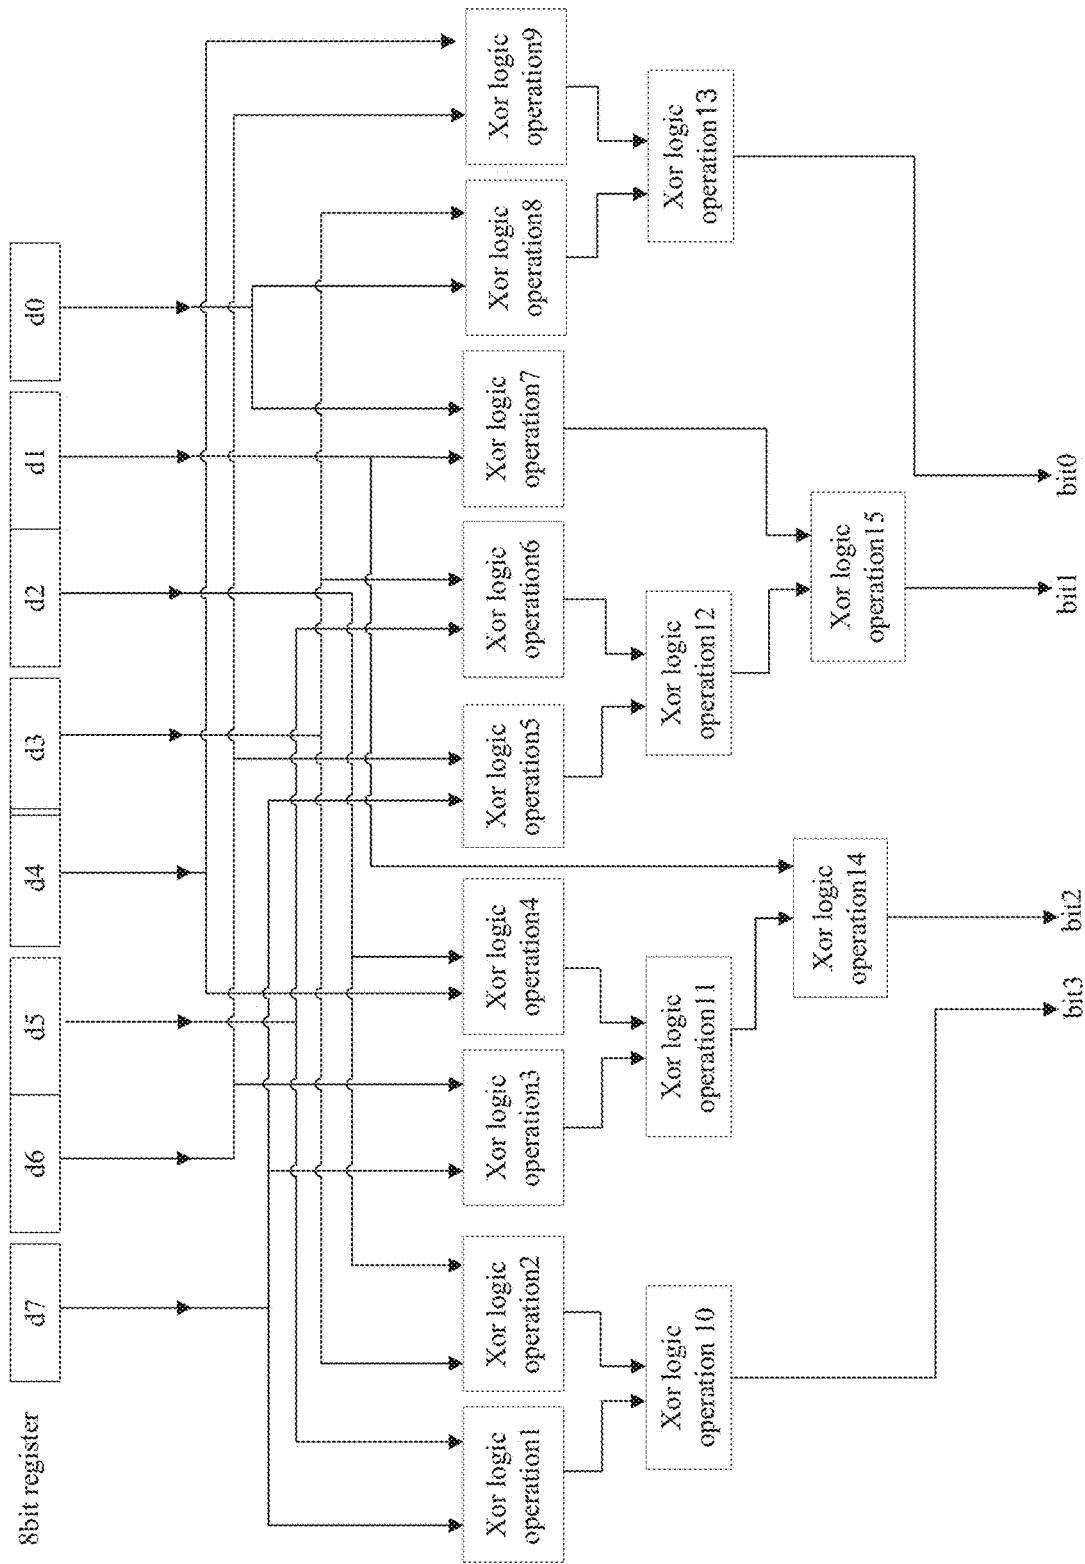 8bit register
d7
d6
d5
d4
d3
d2
d1
d0
Xor logic
operation1
Xor logic
operation2
Xor logic
operation3
Xor logic
operation4
Xor logic
operation5
Xor logic
operation6
Xor logic
operation7
Xor logic
operation8
Xor logic
operation9
Xor logic
operation 10
Xor logic
operation11
Xor logic
operation12
Xor logic
operation13
Xor logic
operation14
Xor logic
operation15
bit3
bit2
bit1
bit0